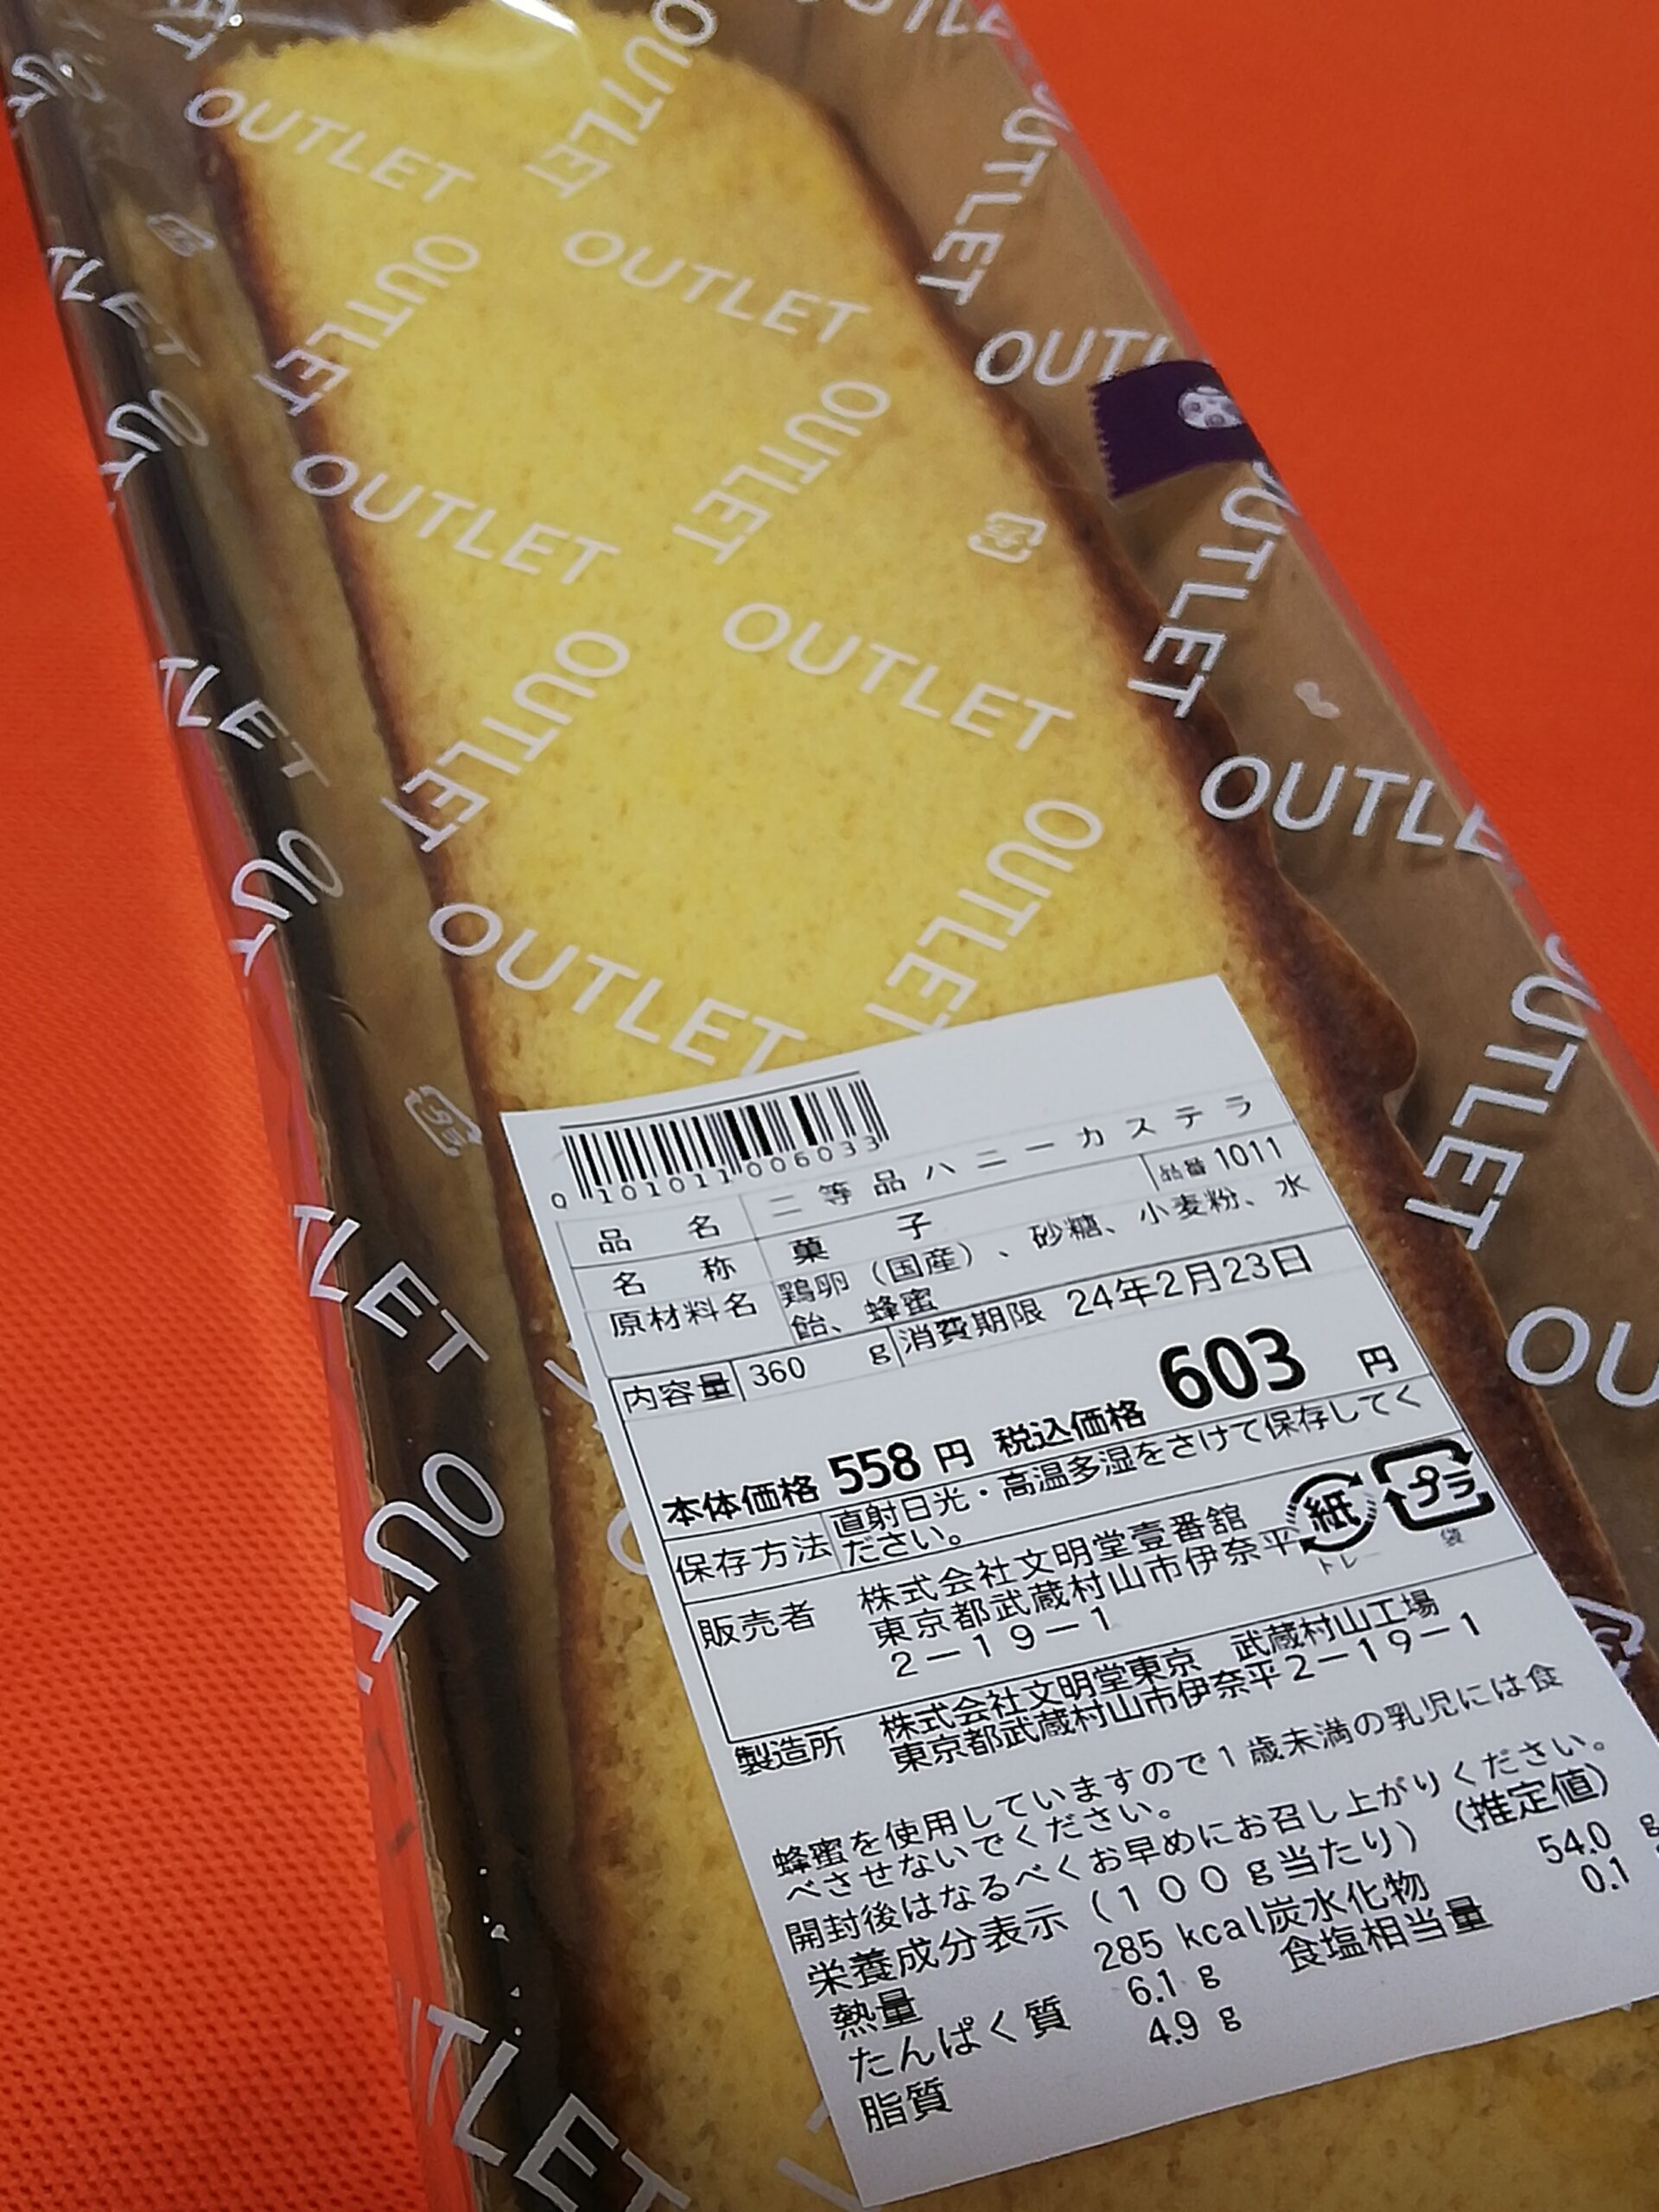 OUTLET
OUTLET
OUTLET
OUTLET
OUTLET
OUTLET
OUTLET
OUTLET
OUTLET
OUTLET
OUTLET
OUTLET
OUTLET
OUTLET
0 101011 006033
品名 二等品ハニーカステラ
名称 菓子 品番 1011
原材料名 鶏卵(国産)、砂糖、小麦粉、水
飴、蜂蜜
内容量 360 g 消費期限 24年2月23日
本体価格 558 円 税込価格 603 円
保存方法 直射日光・高温多湿をさけて保存してく
ださい。
販売者 株式会社文明堂壹番舘
東京都武蔵村山市伊奈平
2-19-1
紙 トレー
プラ 袋
製造所 株式会社文明堂東京 武蔵村山工場
東京都武蔵村山市伊奈平2-19-1
蜂蜜を使用していますので1歳未満の乳児には食
べさせないでください。
開封後はなるべくお早めにお召し上がりください。
栄養成分表示(100g当たり) (推定値)
熱量 285 kcal 炭水化物 54.0 g
たんぱく質 6.1 g 食塩相当量 0.1
脂質 4.9 g